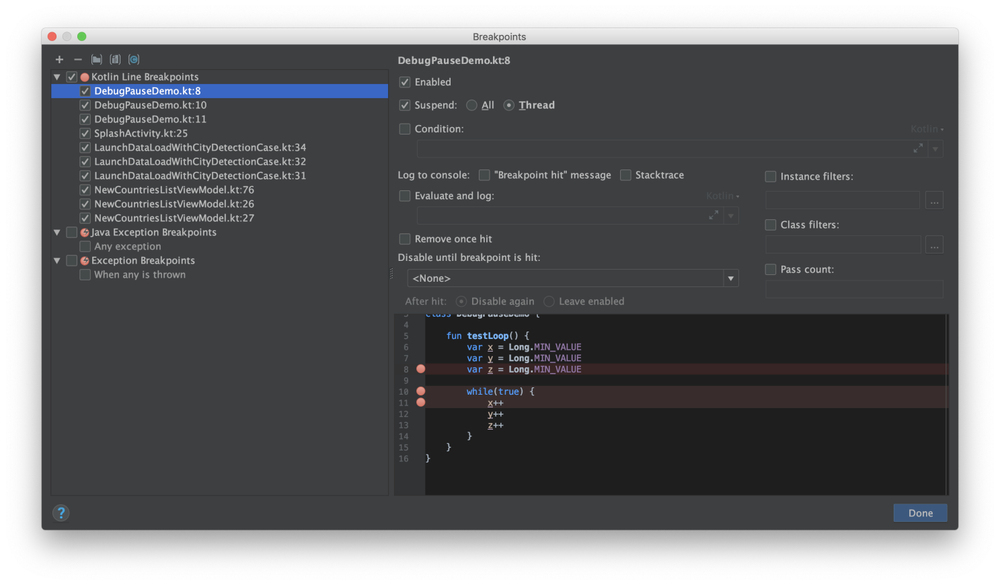 Breakpoints
Kotlin Line Breakpoints
DebugPauseDemo.kt:8
DebugPauseDemo.kt:10
DebugPauseDemo.kt:11
SplashActivity.kt:25
LaunchDataLoadWithCityDetectionCase.kt:34
LaunchDataLoadWithCityDetectionCase.kt:32
LaunchDataLoadWithCityDetectionCase.kt:31
NewCountriesListViewModel.kt:76
NewCountriesListViewModel.kt:26
NewCountriesListViewModel.kt:27
Java Exception Breakpoints
Any exception
Exception Breakpoints
When any is thrown
DebugPauseDemo.kt:8
Enabled
Suspend: All Thread
Condition: Kotlin
Log to console: "Breakpoint hit" message Stacktrace
Evaluate and log: Kotlin
Remove once hit
Disable until breakpoint is hit:
<None>
After hit: Disable again Leave enabled
Instance filters:
...
Class filters:
...
Pass count:
3 class DebugPauseDemo {
4
5 fun testLoop() {
6 var x = Long.MIN_VALUE
7 var y = Long.MIN_VALUE
8 var z = Long.MIN_VALUE
9
10 while(true) {
11 x++
12 y++
13 z++
14 }
15 }
16 }
?
Done